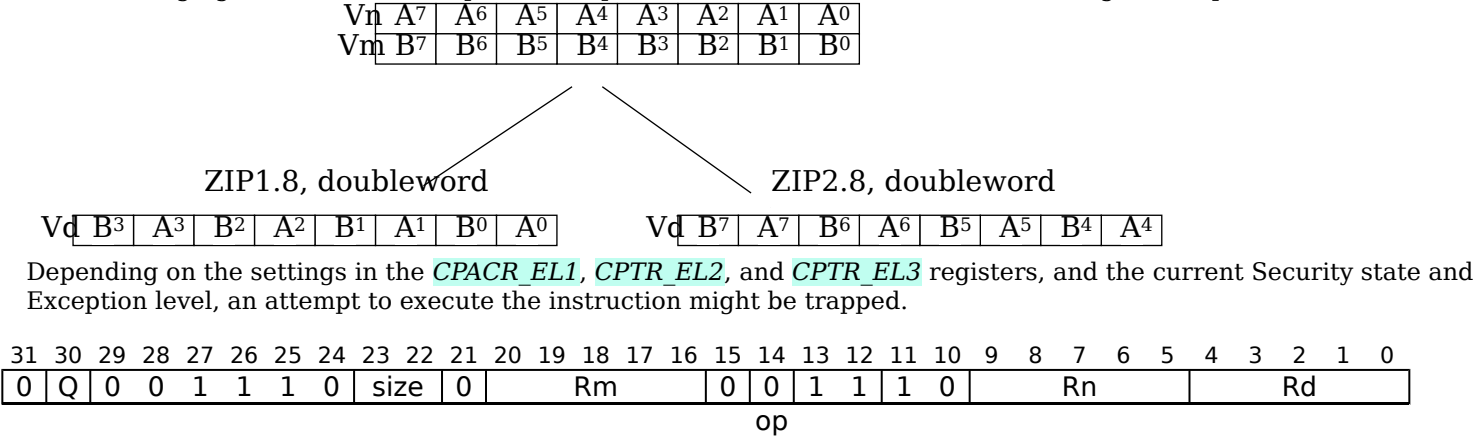 Vn A7 A6 A5 A4 A3 A2 A1 A0
Vm B7 B6 B5 B4 B3 B2 B1 B0
ZIP1.8, doubleword ZIP2.8, doubleword
Vd B3 A3 B2 A2 B1 A1 B0 A0 Vd B7 A7 B6 A6 B5 A5 B4 A4
Depending on the settings in the CPACR_EL1, CPTR_EL2, and CPTR_EL3 registers, and the current Security state and
Exception level, an attempt to execute the instruction might be trapped.
31 30 29 28 27 26 25 24 23 22 21 20 19 18 17 16 15 14 13 12 11 10 9 8 7 6 5 4 3 2 1 0
0 Q 0 0 1 1 1 0 size 0 Rm 0 0 1 1 1 0 Rn Rd
op